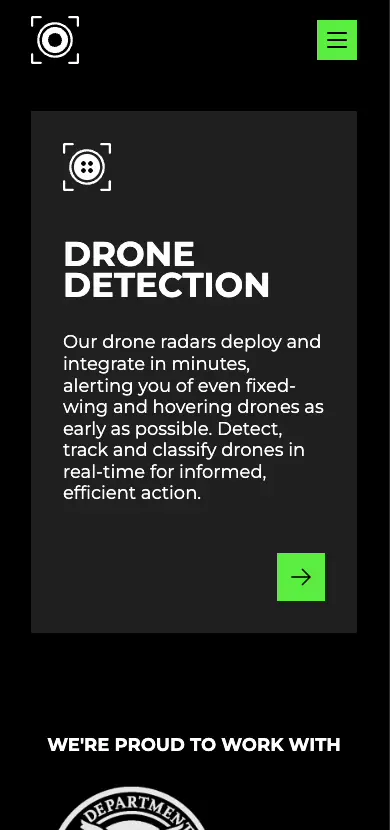 DRONE
DETECTION
Our drone radars deploy and
integrate in minutes,
alerting you of even fixed-
wing and hovering drones as
early as possible. Detect,
track and classify drones in
real-time for informed,
efficient action.
WE'RE PROUD TO WORK WITH
DEPARTMENT